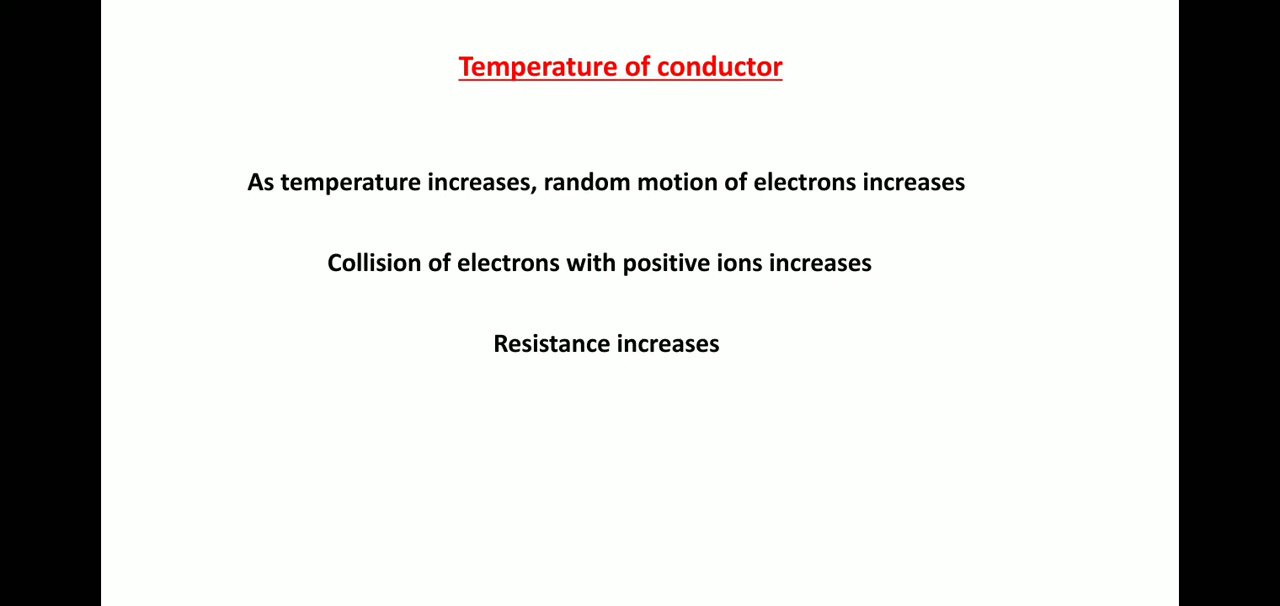 Temperature of conductor
As temperature increases, random motion of electrons increases
Collision of electrons with positive ions increases
Resistance increases